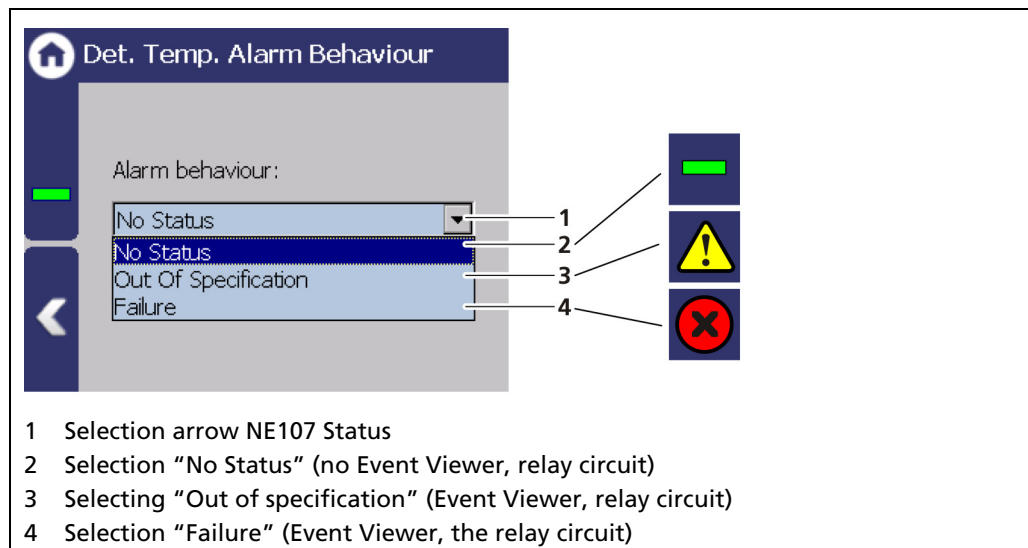 Det. Temp. Alarm Behaviour
Alarm behaviour:
No Status
No Status
Out Of Specification
Failure
1
2
3
4
1 Selection arrow NE107 Status
2 Selection “No Status” (no Event Viewer, relay circuit)
3 Selecting “Out of specification” (Event Viewer, relay circuit)
4 Selection “Failure” (Event Viewer, the relay circuit)